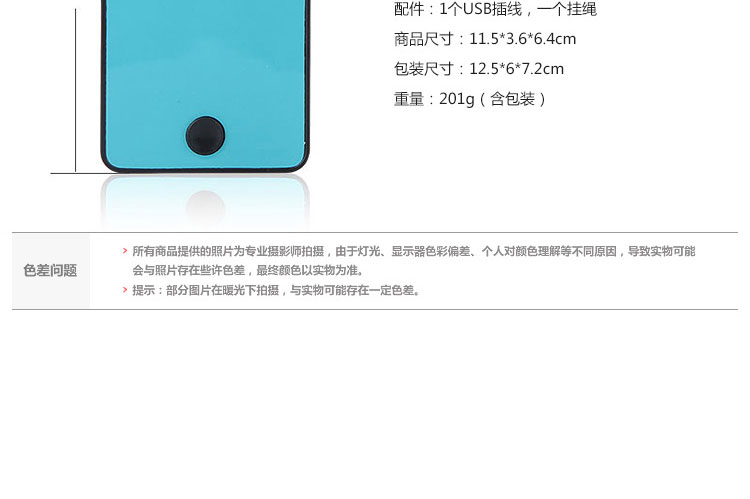 配件：1个USB插线，一个挂绳
商品尺寸：11.5*3.6*6.4cm
包装尺寸：12.5*6*7.2cm
重量：201g（含包装）
色差问题
> 所有商品提供的照片为专业摄影师拍摄，由于灯光、显示器色彩偏差、个人对颜色理解等不同原因，导致实物可能
会与照片存在些许色差，最终颜色以实物为准。
> 提示：部分图片在暖光下拍摄，与实物可能存在一定色差。